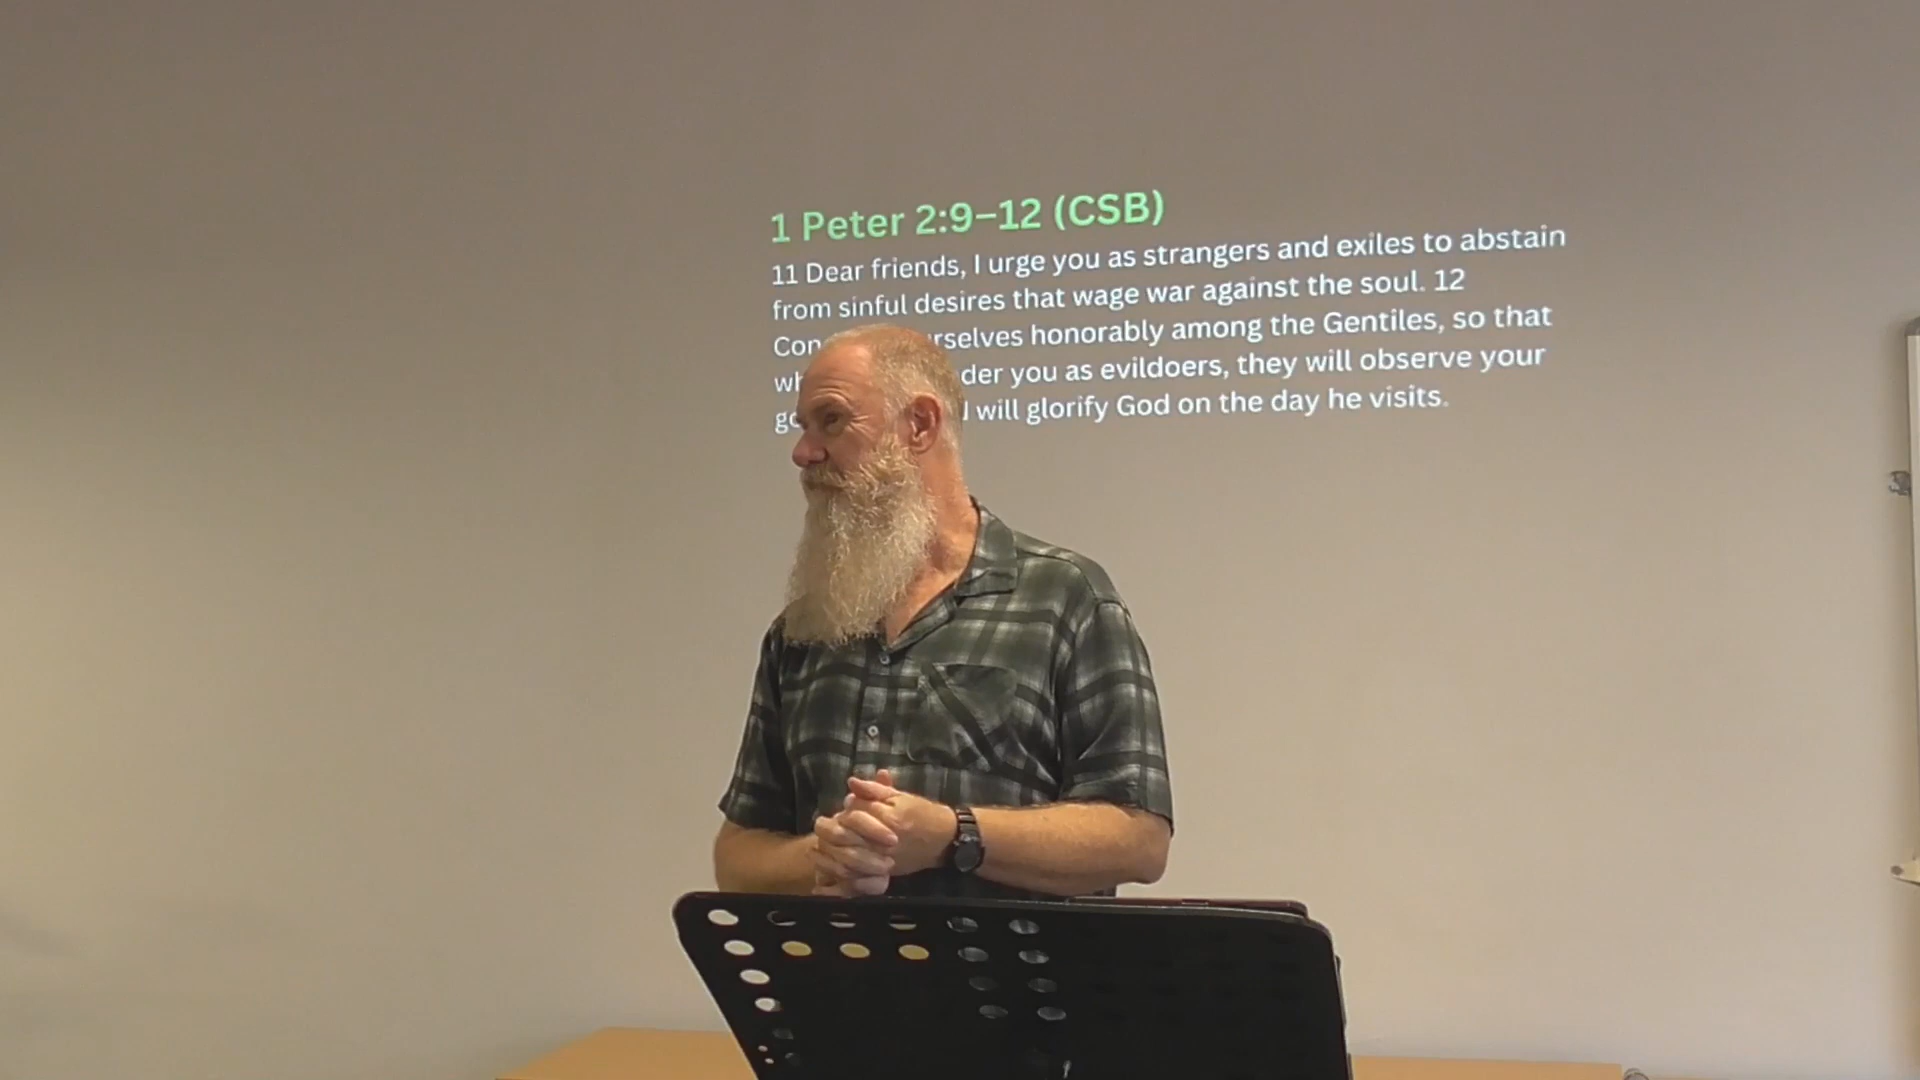 1 Peter 2:9–12 (CSB)
11 Dear friends, I urge you as strangers and exiles to abstain
from sinful desires that wage war against the soul. 12
honorably among the Gentiles, so that
you as evildoers, they will observe your
will glorify God on the day he visits.